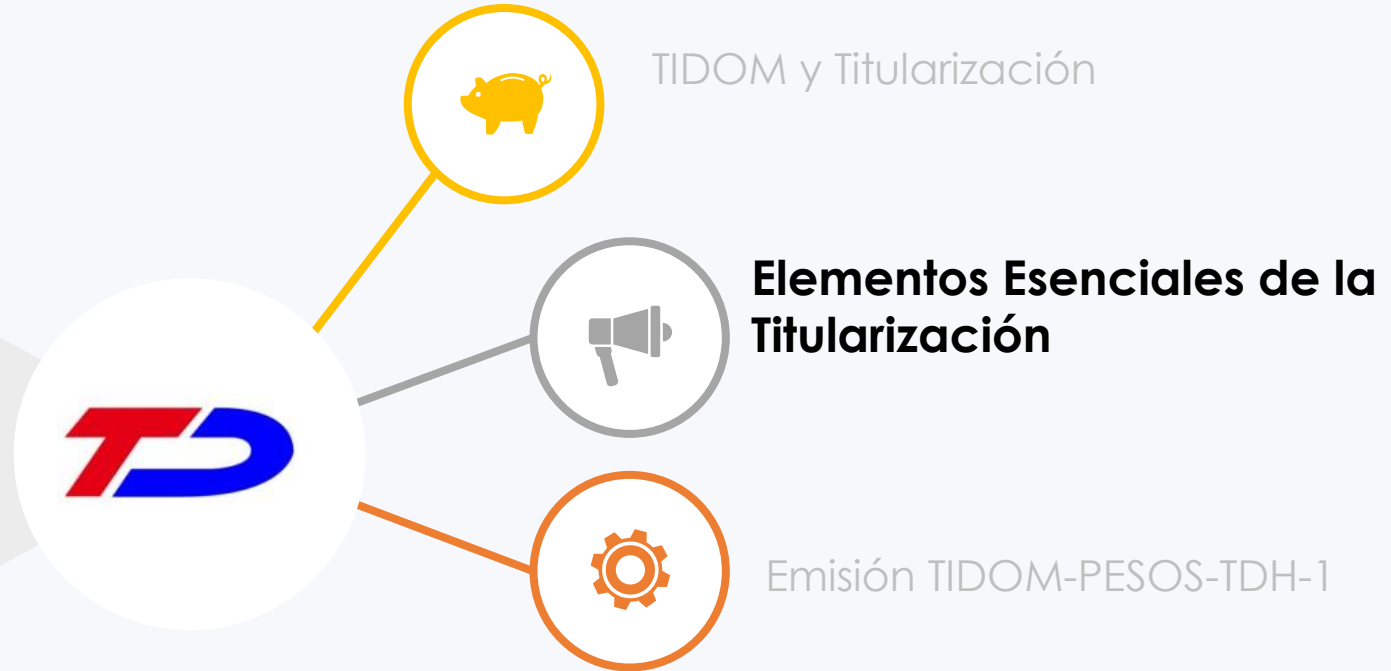 TIDOM y Titularización
Elementos Esenciales de la
Titularización
TD
Emisión TIDOM-PESOS-TDH-1